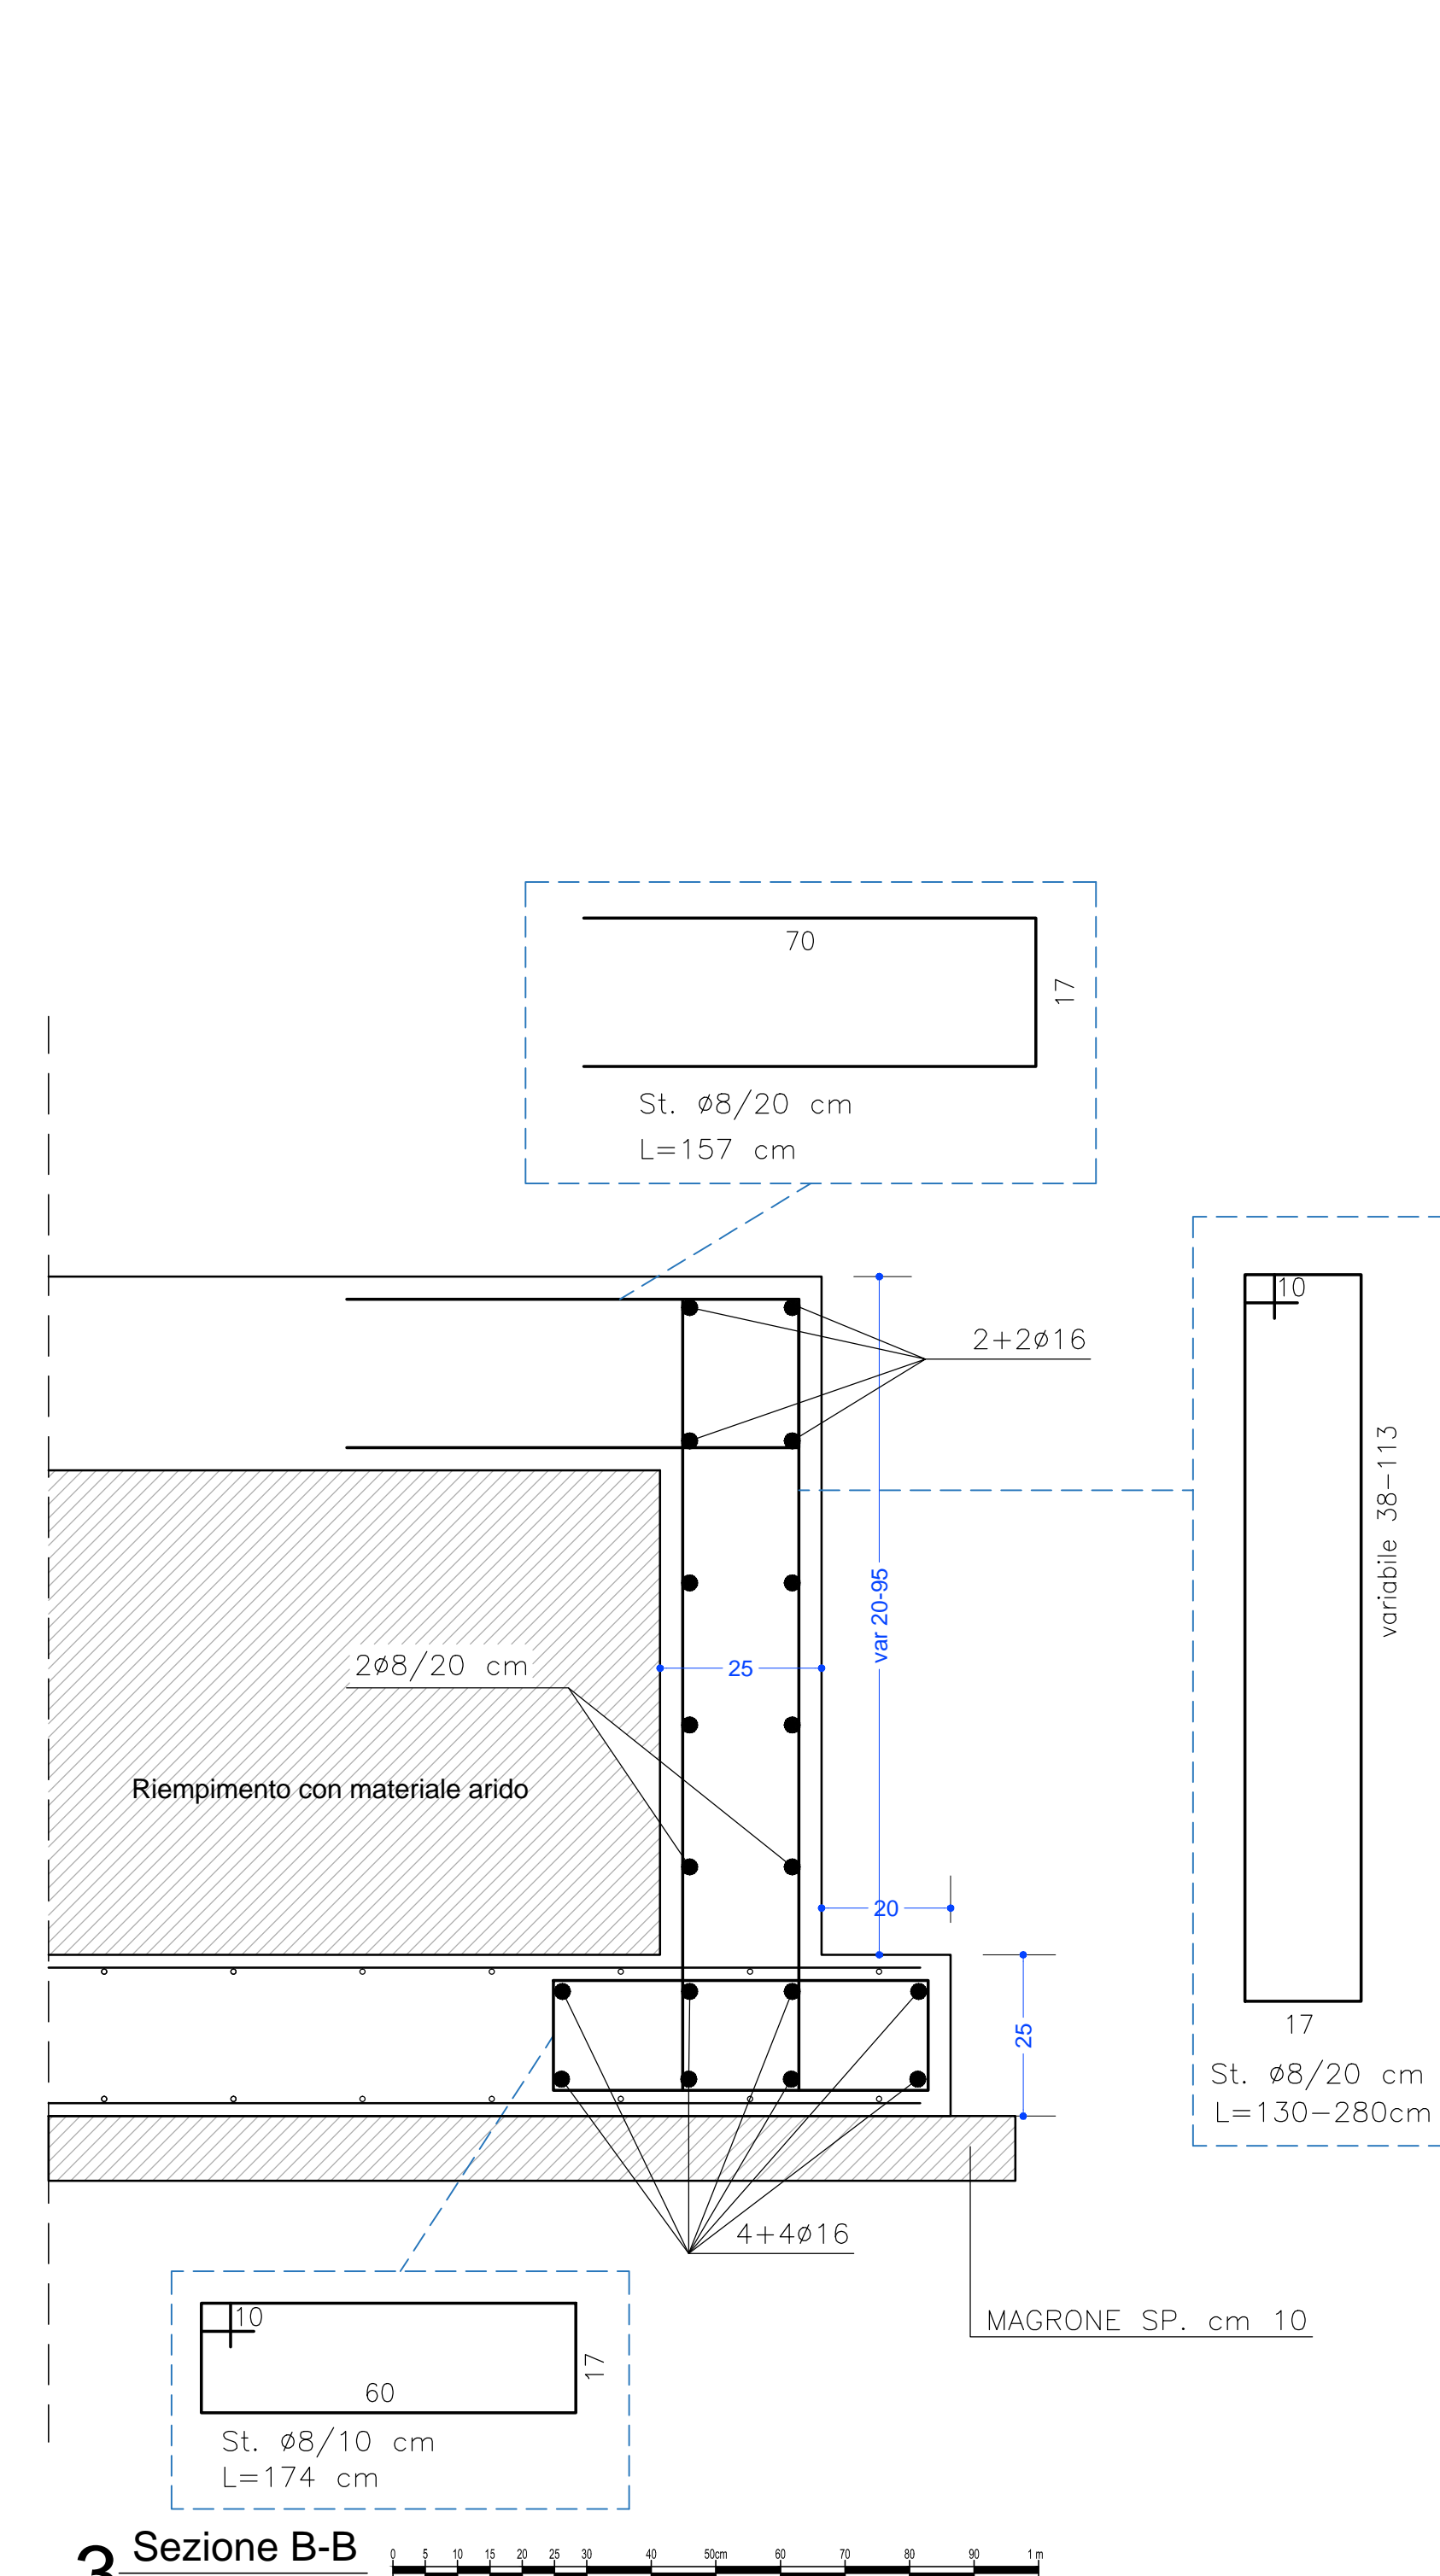 70
17
St. ø8/20 cm
L=157 cm
10
2+2ø16
variabile 38-113
var 20-95
2ø8/20 cm
25
Riempimento con materiale arido
20
25
17
St. ø8/20 cm
L=130-280cm
4+4ø16
MAGRONE SP. cm 10
10
60
17
St. ø8/10 cm
L=174 cm
3
Sezione B-B
0 5 10 15 20 25 30 40 50cm 60 70 80 90 1 m